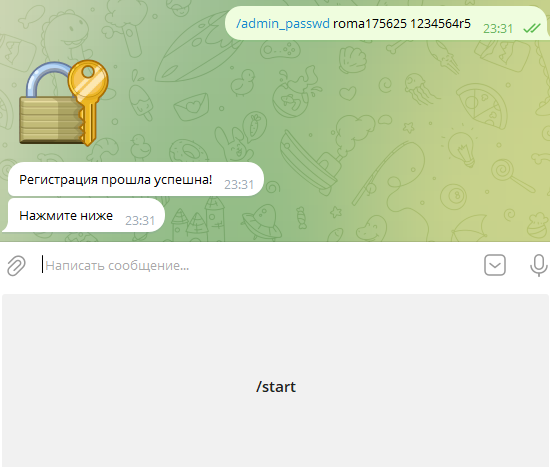 /admin_passwd roma175625 1234564r5 23:31
Регистрация прошла успешна! 23:31
Нажмите ниже 23:31
Написать сообщение...
/start